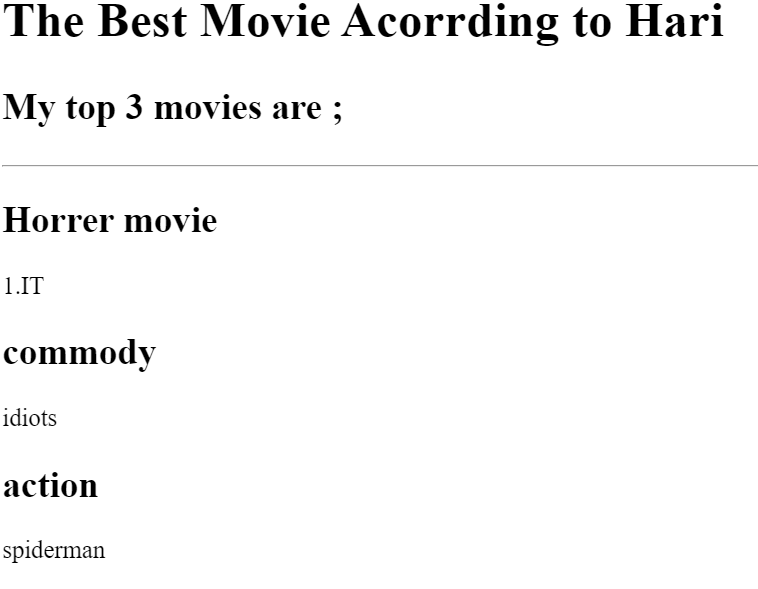 The Best Movie Acorrding to Hari
My top 3 movies are ;
Horrer movie
1.IT
commody
idiots
action
spiderman